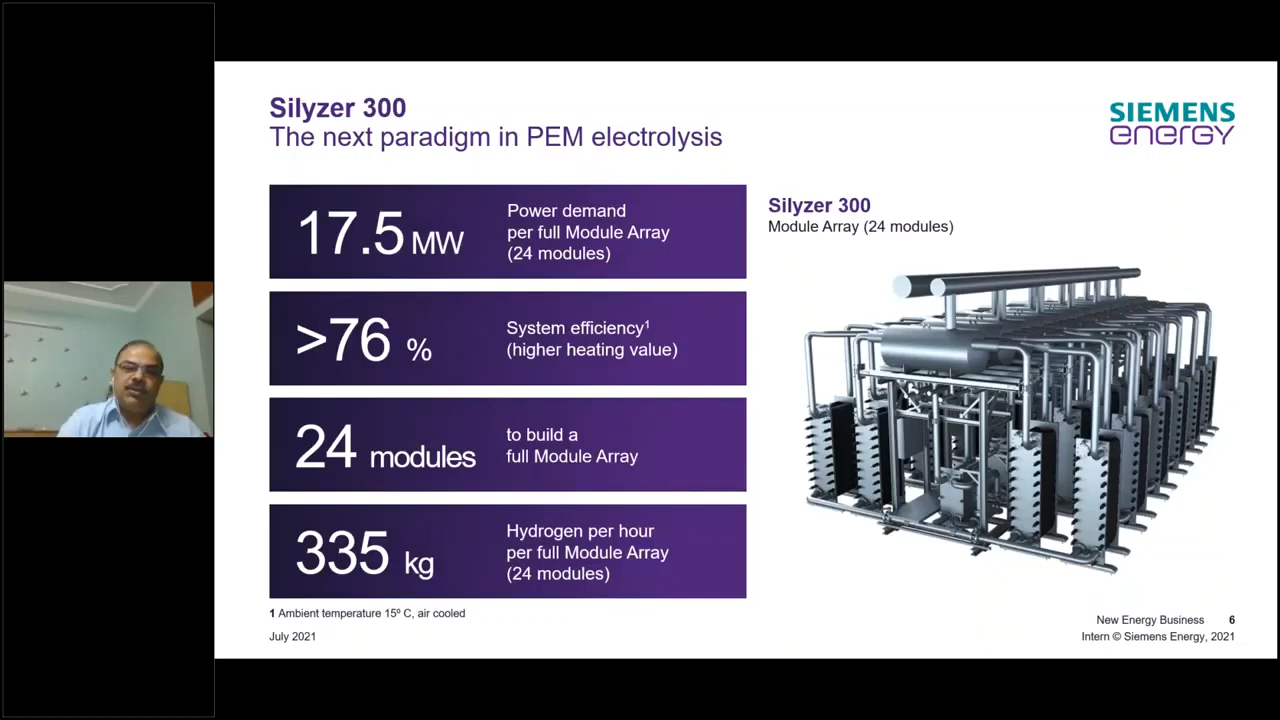 Silyzer 300
The next paradigm in PEM electrolysis
SIEMENS
energy
17.5 MW
Power demand
per full Module Array
(24 modules)
>76 %
System efficiency¹
(higher heating value)
24 modules
to build a
full Module Array
335 kg
Hydrogen per hour
per full Module Array
(24 modules)
Silyzer 300
Module Array (24 modules)
1 Ambient temperature 15º C, air cooled
July 2021
New Energy Business 6
Intern © Siemens Energy, 2021